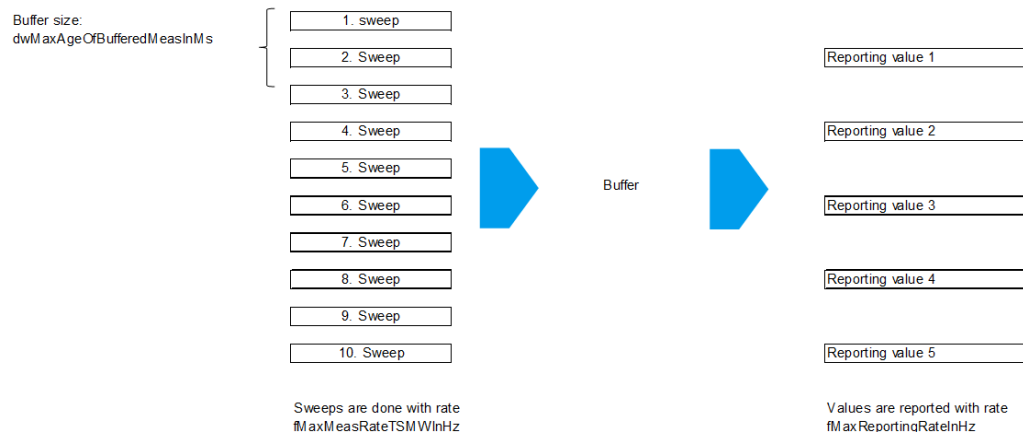 Buffer size:
dwMaxAgeOfBufferedMeasInMs
1. sweep
2. Sweep
3. Sweep
4. Sweep
5. Sweep
6. Sweep
7. Sweep
8. Sweep
9. Sweep
10. Sweep
Sweeps are done with rate
fMaxMeasRateTSMWInHz
Buffer
Reporting value 1
Reporting value 2
Reporting value 3
Reporting value 4
Reporting value 5
Values are reported with rate
fMaxReportingRateInHz